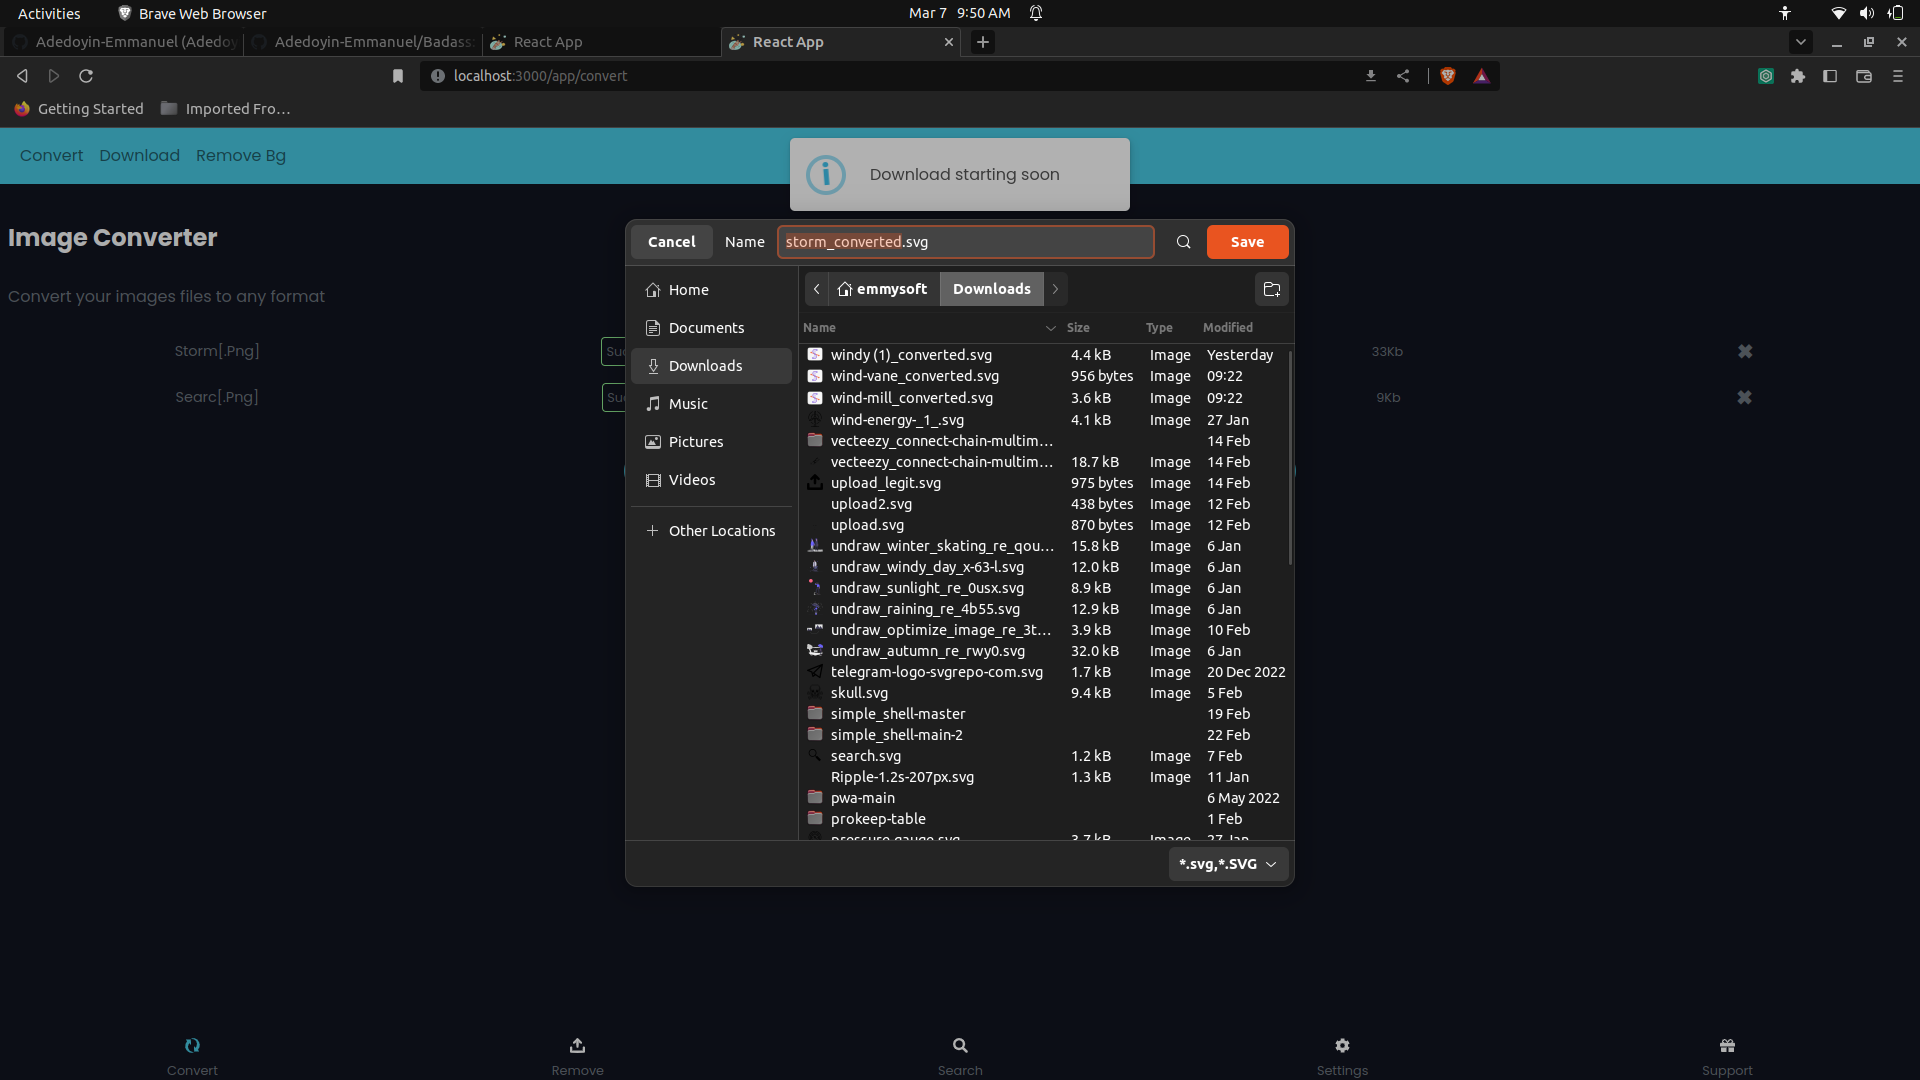 Activities
Brave Web Browser
Mar 7 9:50 AM
Adedoyin-Emmanuel (Adedoy
Adedoyin-Emmanuel/Badass
React App
React App
localhost:3000/app/convert
Getting Started
Imported Fro…
Convert
Download
Remove Bg
Download starting soon
Image Converter
Convert your images files to any format
Storm[.Png]
33Kb
Searc[.Png]
9Kb
Cancel
Name
storm_converted.svg
Save
Home
Documents
Downloads
Music
Pictures
Videos
Other Locations
emmysoft
Downloads
Name Size Type Modified
windy (1)_converted.svg 4.4 kB Image Yesterday
wind-vane_converted.svg 956 bytes Image 09:22
wind-mill_converted.svg 3.6 kB Image 09:22
wind-energy-_1_.svg 4.1 kB Image 27 Jan
vecteezy_connect-chain-multim… 14 Feb
vecteezy_connect-chain-multim… 18.7 kB Image 14 Feb
upload_legit.svg 975 bytes Image 14 Feb
upload2.svg 438 bytes Image 12 Feb
upload.svg 870 bytes Image 12 Feb
undraw_winter_skating_re_qou… 15.8 kB Image 6 Jan
undraw_windy_day_x-63-l.svg 12.0 kB Image 6 Jan
undraw_sunlight_re_0usx.svg 8.9 kB Image 6 Jan
undraw_raining_re_4b55.svg 12.9 kB Image 6 Jan
undraw_optimize_image_re_3t… 3.9 kB Image 10 Feb
undraw_autumn_re_rwy0.svg 32.0 kB Image 6 Jan
telegram-logo-svgrepo-com.svg 1.7 kB Image 20 Dec 2022
skull.svg 9.4 kB Image 5 Feb
simple_shell-master 19 Feb
simple_shell-main-2 22 Feb
search.svg 1.2 kB Image 7 Feb
Ripple-1.2s-207px.svg 1.3 kB Image 11 Jan
pwa-main 6 May 2022
prokeep-table 1 Feb
pressure-gauge.svg 3.7 kB Image 27 Jan
*.svg,*.SVG
Convert
Remove
Search
Settings
Support